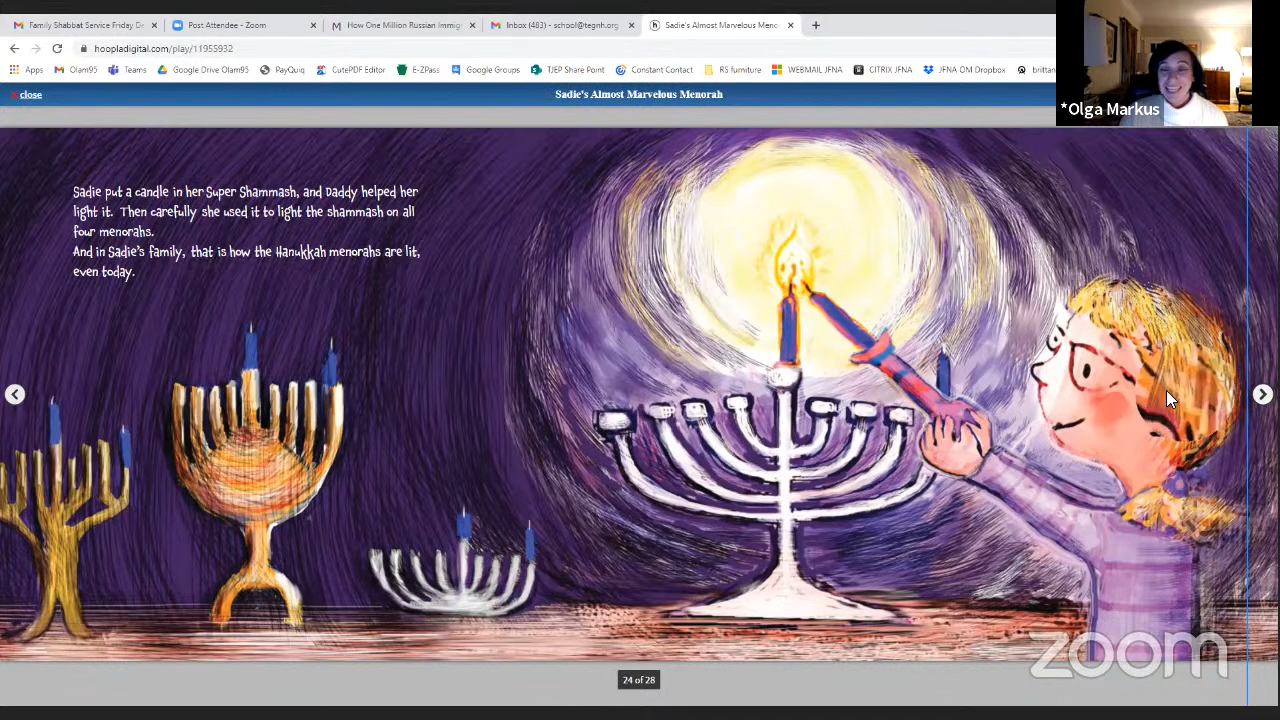 Family Shabbat Service Friday De
Post Attendee - Zoom
How One Million Russian Immig
Inbox (483) - school@tegnh.org
Sadie's Almost Marvelous Meno
hoopladigital.com/play/11955932
Apps
Olam95
Teams
Google Drive Olam95
PayQuiq
CutePDF Editor
E-ZPass
Google Groups
TJEP Share Point
Constant Contact
RS furniture
WEBMAIL JFNA
CITRIX JFNA
JFNA OM Dropbox
brittan
close
Sadie's Almost Marvelous Menorah
*Olga Markus
Sadie put a candle in her Super Shammash, and Daddy helped her
light it. Then carefully she used it to light the shammash on all
four menorahs.
And in Sadie's family, that is how the Hanukkah menorahs are lit,
even today.
24 of 28
zoom